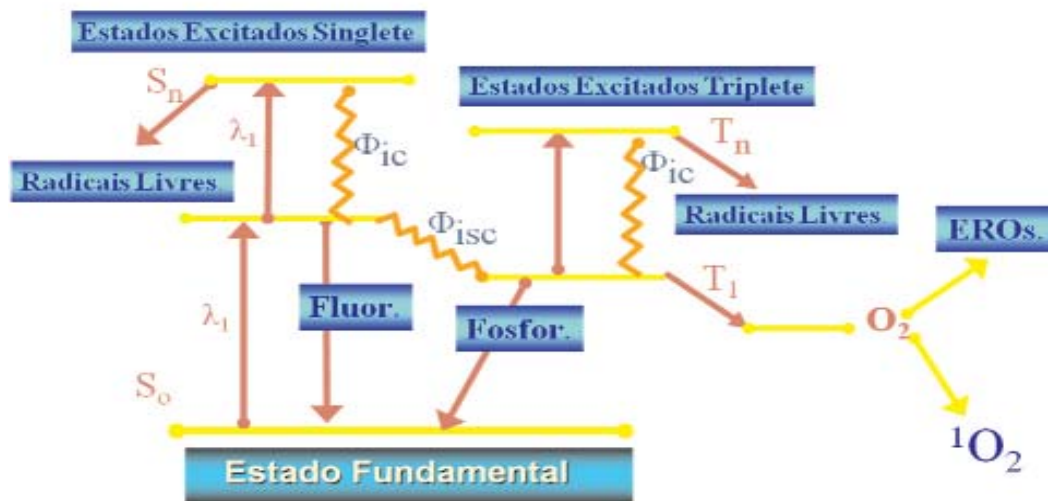 Estados Excitados Singlete
Estados Excitados Triplete
Sₙ
λ₁
Φic
Tₙ
Φic
Radicais Livres
Radicais Livres
EROs.
Φisc
T₁
λ₁
Fluor.
Fosfor.
O₂
S₀
¹O₂
Estado Fundamental